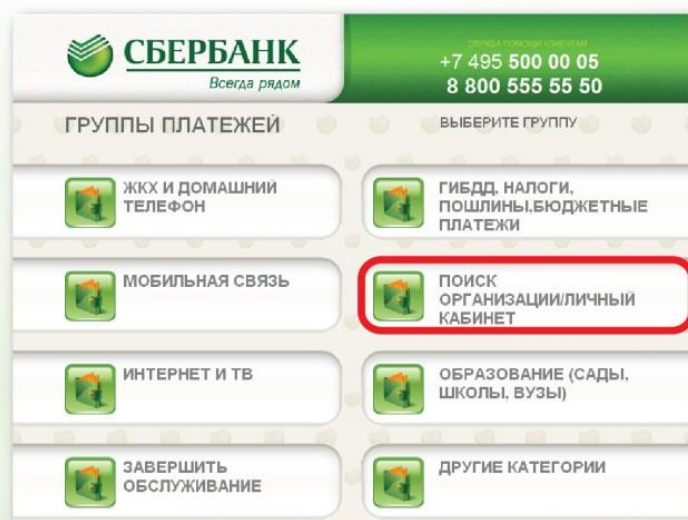 СБЕРБАНК
Всегда рядом
СЛУЖБА ПОМОЩИ КЛИЕНТАМ
+7 495 500 00 05
8 800 555 55 50
ГРУППЫ ПЛАТЕЖЕЙ
ВЫБЕРИТЕ ГРУППУ
ЖКХ И ДОМАШНИЙ
ТЕЛЕФОН
ГИБДД, НАЛОГИ,
ПОШЛИНЫ,БЮДЖЕТНЫЕ
ПЛАТЕЖИ
МОБИЛЬНАЯ СВЯЗЬ
ПОИСК
ОРГАНИЗАЦИИ/ЛИЧНЫЙ
КАБИНЕТ
ИНТЕРНЕТ И ТВ
ОБРАЗОВАНИЕ (САДЫ,
ШКОЛЫ, ВУЗЫ)
ЗАВЕРШИТЬ
ОБСЛУЖИВАНИЕ
ДРУГИЕ КАТЕГОРИИ